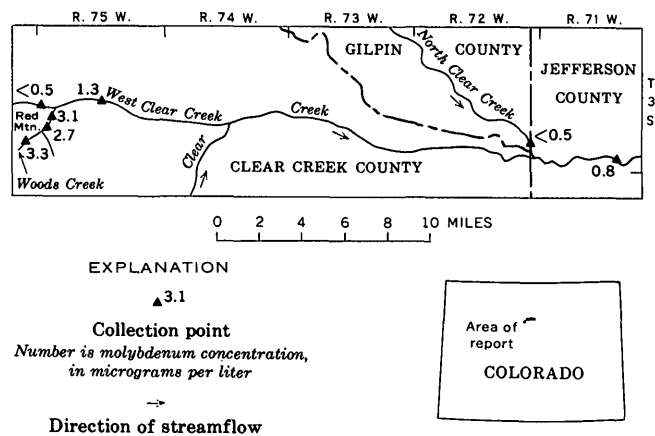 R. 75 W. R. 74 W. R. 73 W. R. 72 W. R. 71 W.
GILPIN COUNTY
North Clear Creek
JEFFERSON
COUNTY
T
3
S
<0.5
1.3
West Clear Creek
Creek
Red
Mtn.
3.1
2.7
3.3
Woods Creek
Clear
CLEAR CREEK COUNTY
<0.5
0.8
0 2 4 6 8 10 MILES
EXPLANATION
3.1
Collection point
Number is molybdenum concentration,
in micrograms per liter
Direction of streamflow
Area of
report
COLORADO